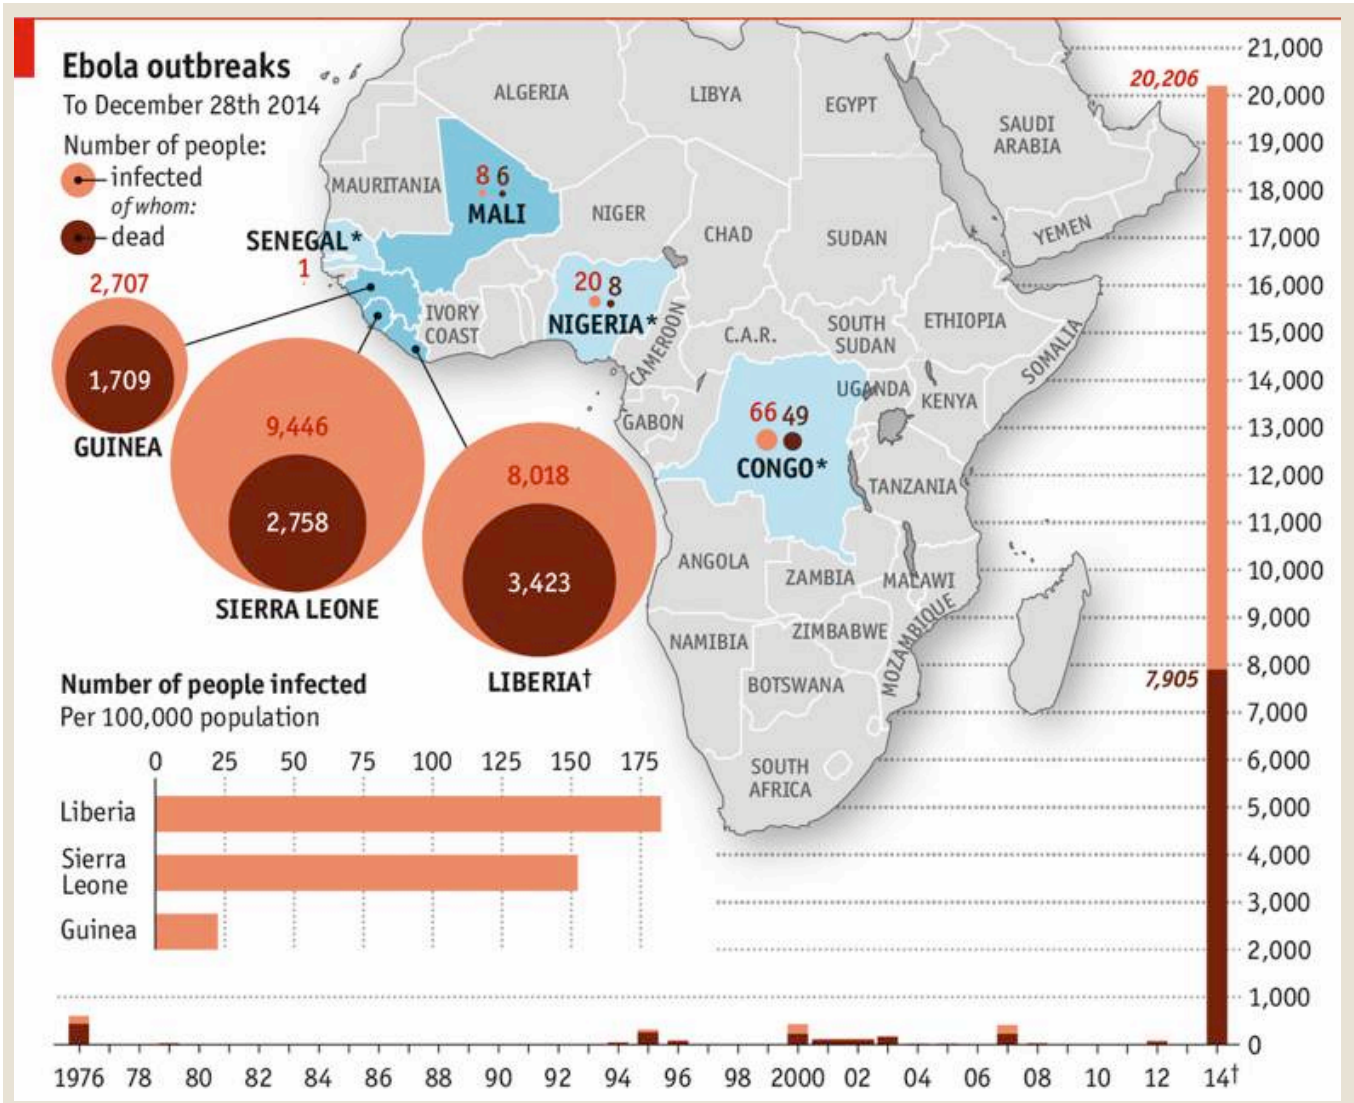 Ebola outbreaks
To December 28th 2014
Number of people:
infected
of whom:
dead
2,707
1,709
GUINEA
9,446
2,758
SIERRA LEONE
8,018
3,423
LIBERIA†
SENEGAL*
1
8 6
MALI
20 8
NIGERIA*
66 49
CONGO*
ALGERIA
LIBYA
EGYPT
SAUDI
ARABIA
MAURITANIA
NIGER
CHAD
SUDAN
YEMEN
IVORY
COAST
CAMEROON
C.A.R.
SOUTH
SUDAN
ETHIOPIA
SOMALIA
UGANDA
KENYA
GABON
TANZANIA
ANGOLA
ZAMBIA
MALAWI
MOZAMBIQUE
ZIMBABWE
NAMIBIA
BOTSWANA
SOUTH
AFRICA
Number of people infected
Per 100,000 population
0 25 50 75 100 125 150 175
Liberia
Sierra
Leone
Guinea
20,206
7,905
21,000
20,000
19,000
18,000
17,000
16,000
15,000
14,000
13,000
12,000
11,000
10,000
9,000
8,000
7,000
6,000
5,000
4,000
3,000
2,000
1,000
0
1976 78 80 82 84 86 88 90 92 94 96 98 2000 02 04 06 08 10 12 14†